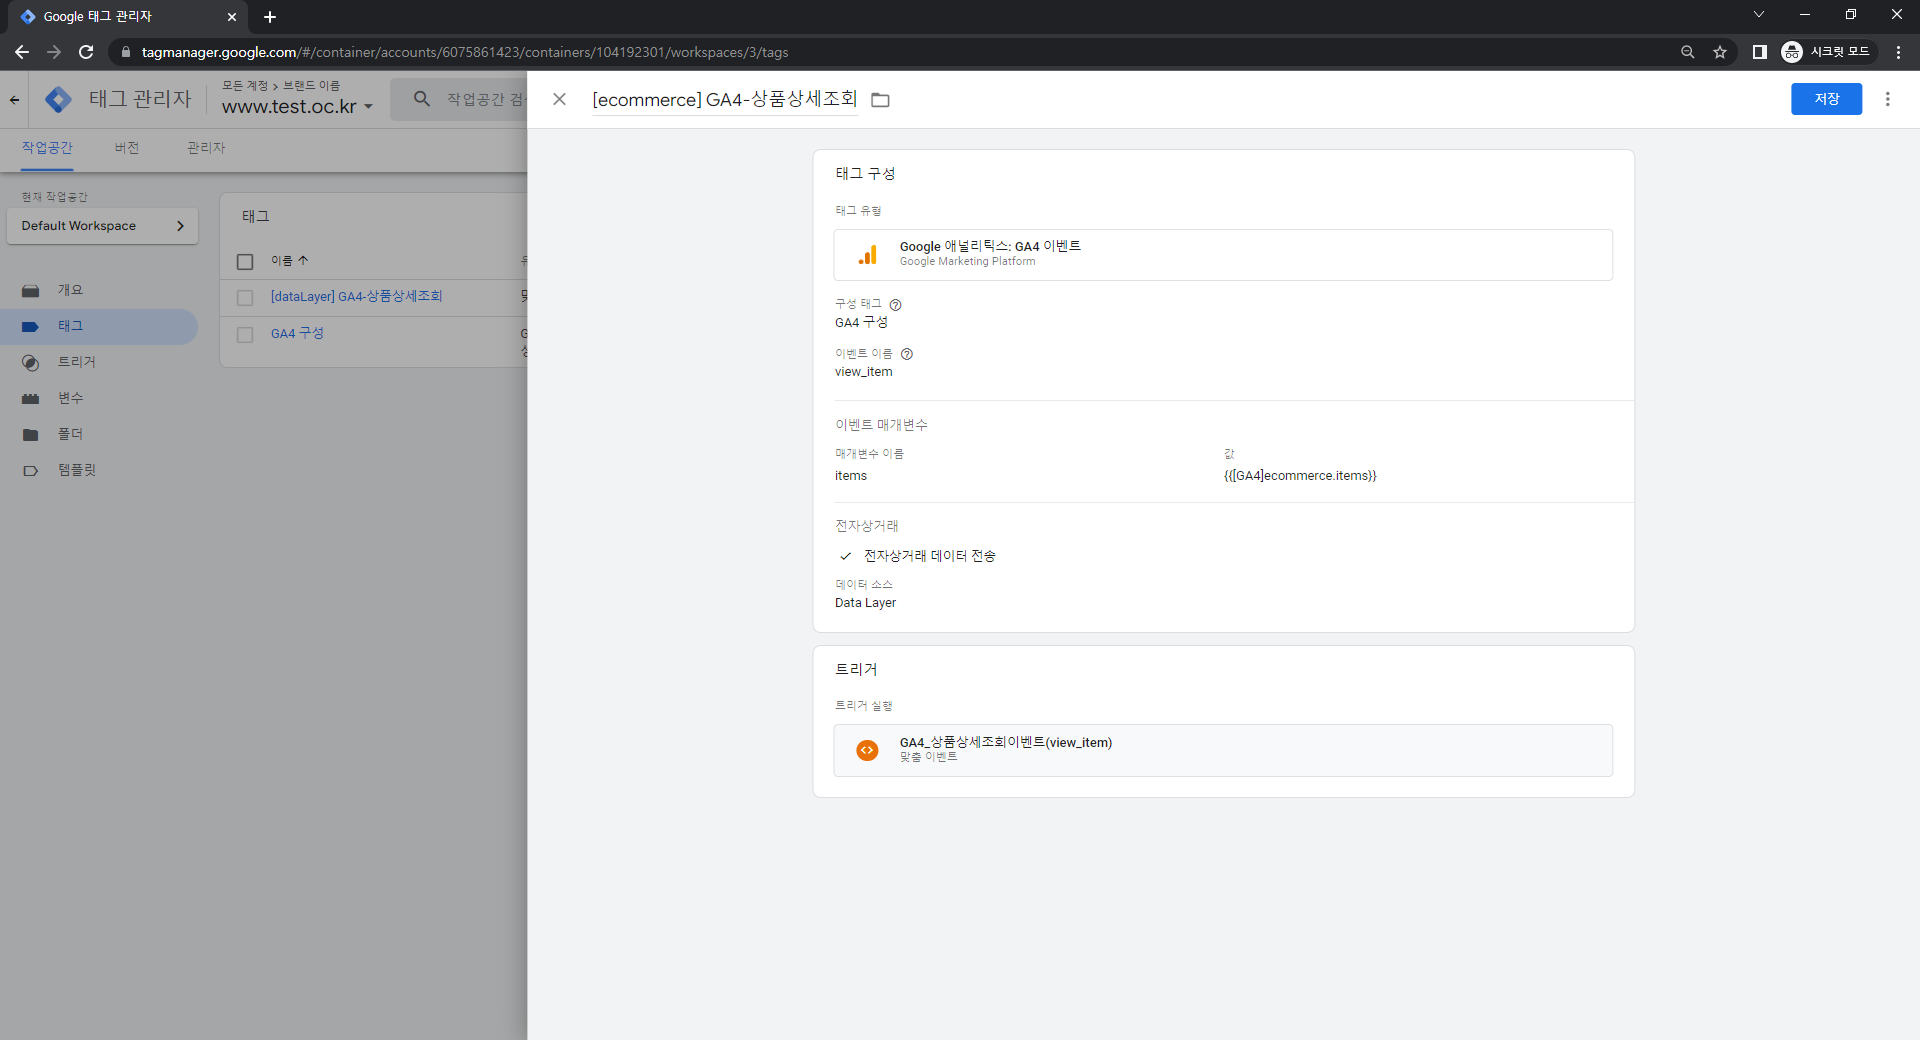 Google 태그 관리자
tagmanager.google.com/#/container/accounts/6075861423/containers/104192301/workspaces/3/tags
시크릿 모드
태그 관리자
모든 계정 > 브랜드 이름
www.test.oc.kr
작업공간 검
[ecommerce] GA4-상품상세조회
저장
작업공간
버전
관리자
현재 작업공간
Default Workspace
개요
태그
트리거
변수
폴더
템플릿
태그
이름
[dataLayer] GA4-상품상세조회
GA4 구성
태그 구성
태그 유형
Google 애널리틱스: GA4 이벤트
Google Marketing Platform
구성 태그
GA4 구성
이벤트 이름
view_item
이벤트 매개변수
매개변수 이름
값
items
{{[GA4]ecommerce.items}}
전자상거래
전자상거래 데이터 전송
데이터 소스
Data Layer
트리거
트리거 실행
GA4_상품상세조회이벤트(view_item)
맞춤 이벤트